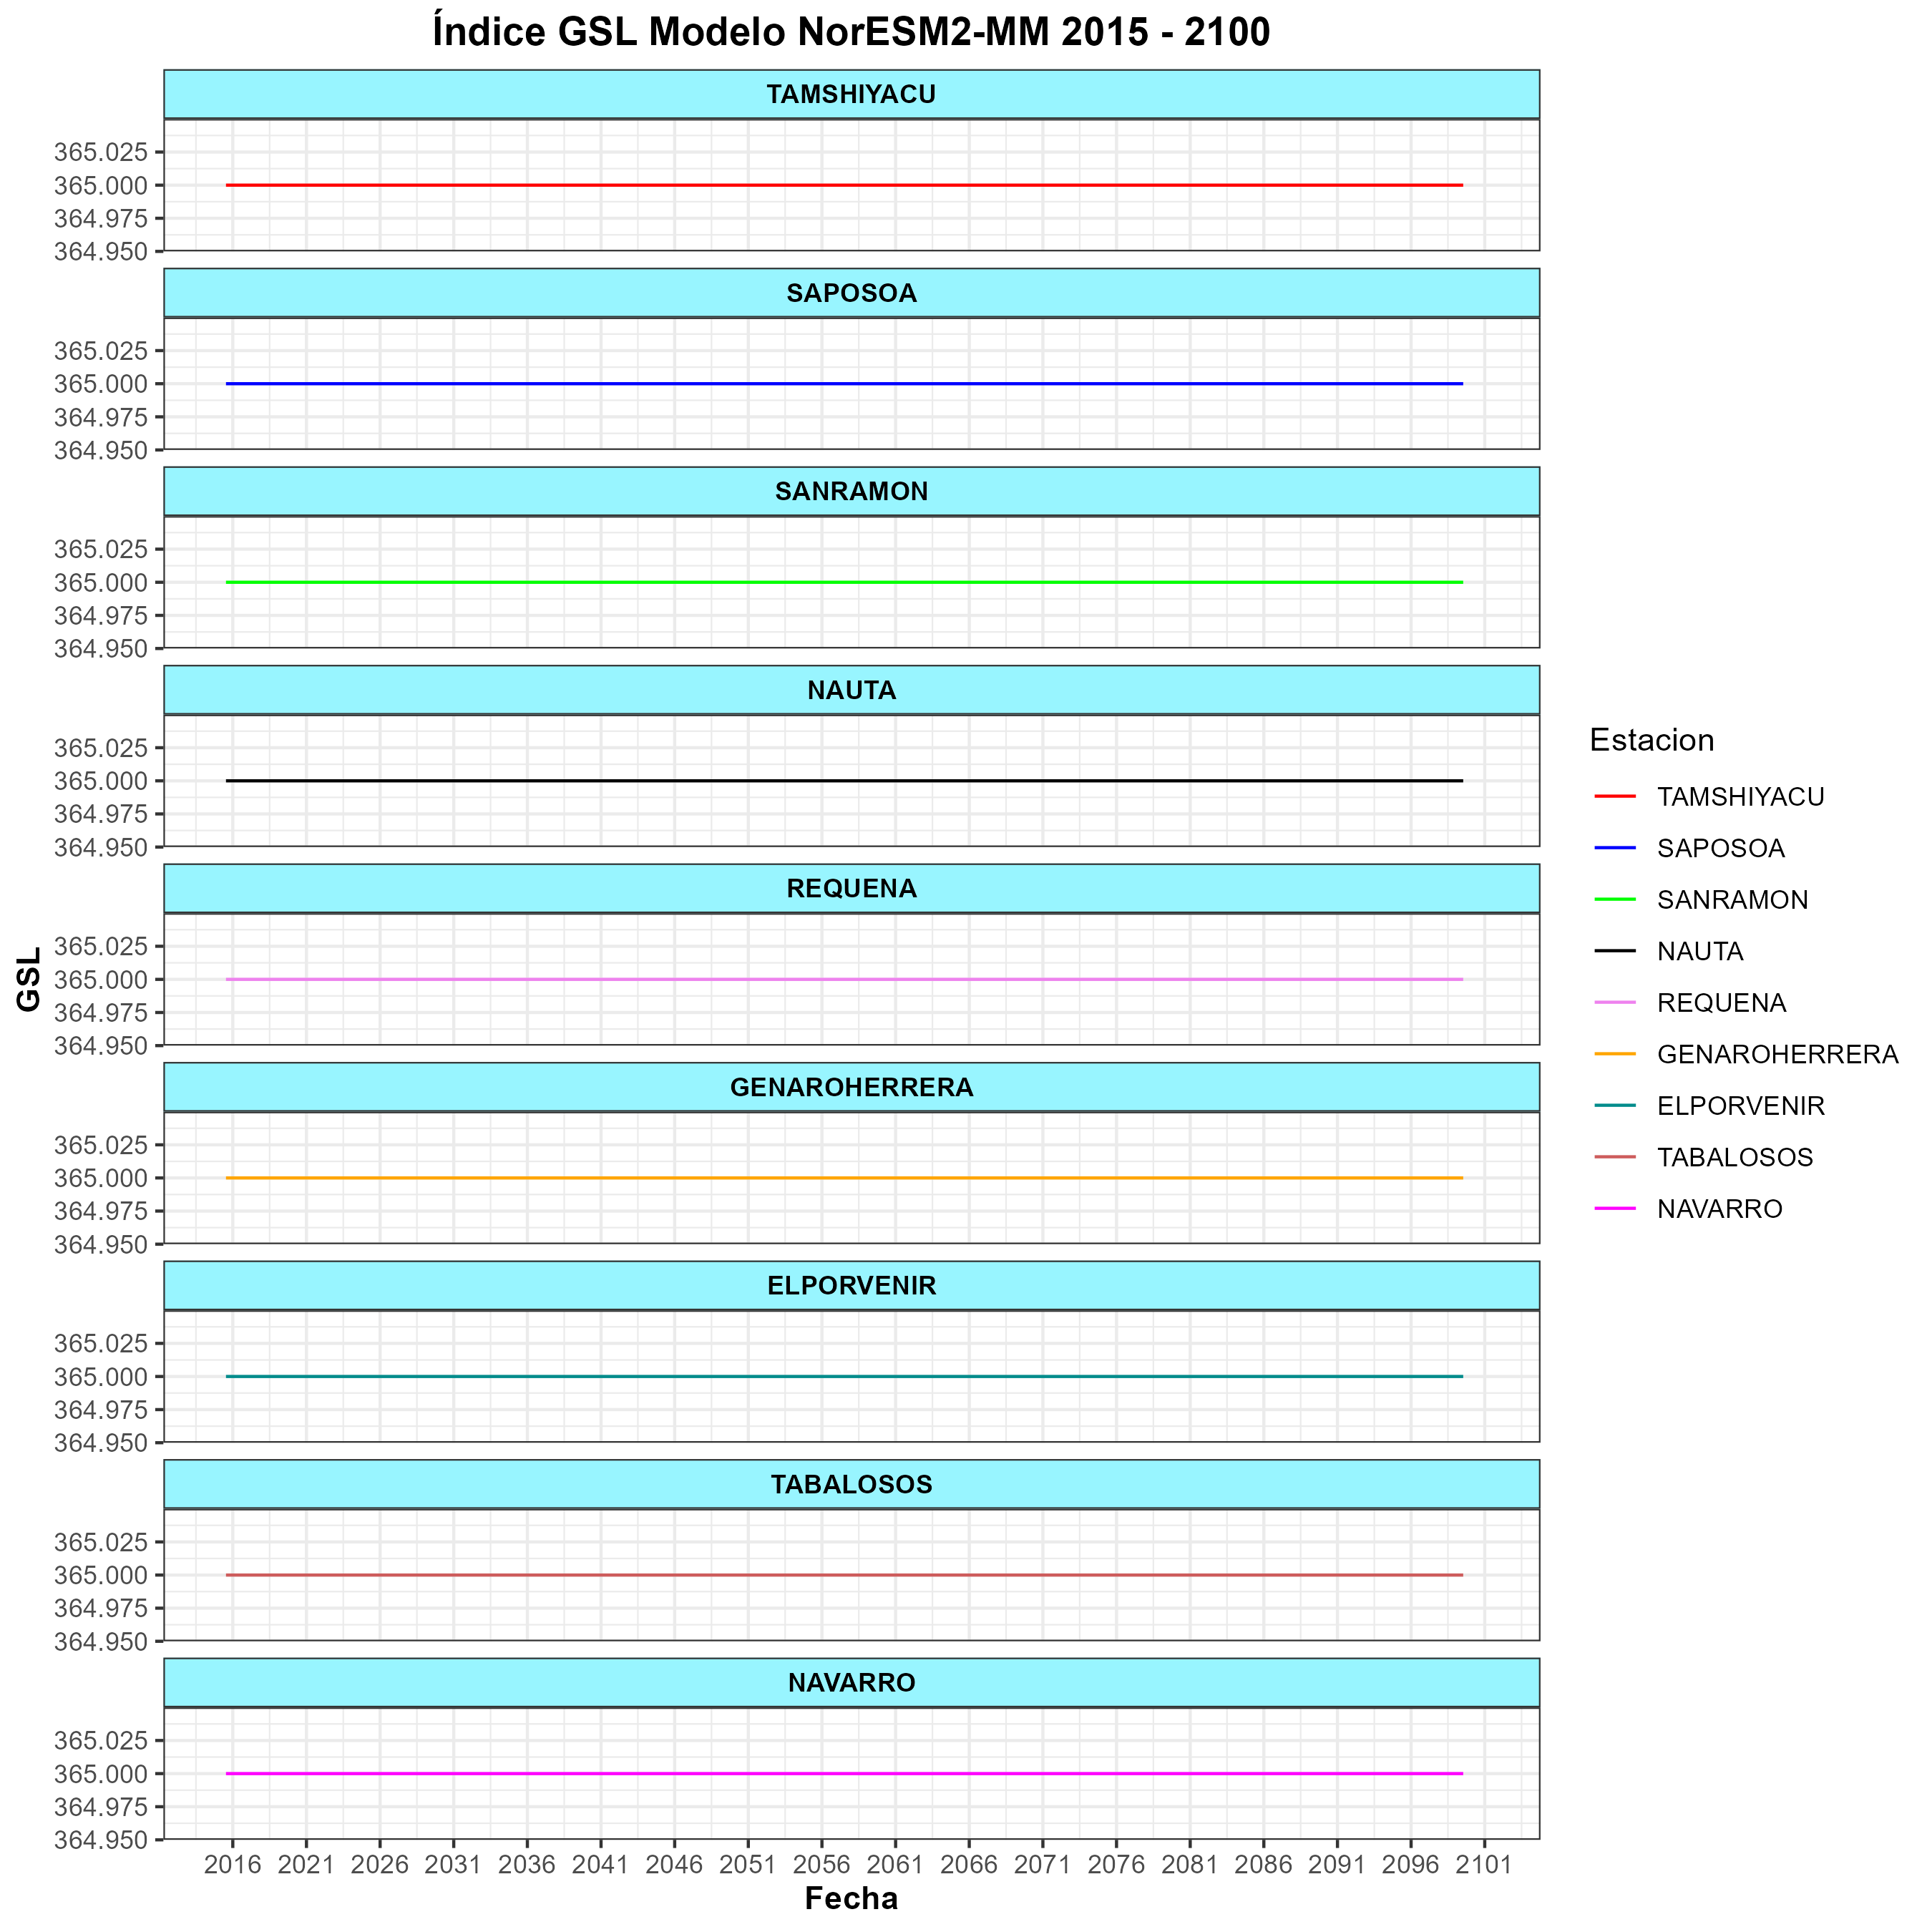 Índice GSL Modelo NorESM2-MM 2015 - 2100
TAMSHIYACU
365.025
365.000
364.975
364.950
SAPOSOA
365.025
365.000
364.975
364.950
SANRAMON
365.025
365.000
364.975
364.950
NAUTA
365.025
365.000
364.975
364.950
REQUENA
365.025
365.000
364.975
364.950
GENAROHERRERA
365.025
365.000
364.975
364.950
ELPORVENIR
365.025
365.000
364.975
364.950
TABALOSOS
365.025
365.000
364.975
364.950
NAVARRO
365.025
365.000
364.975
364.950
2016 2021 2026 2031 2036 2041 2046 2051 2056 2061 2066 2071 2076 2081 2086 2091 2096 2101
Fecha
GSL
Estacion
TAMSHIYACU
SAPOSOA
SANRAMON
NAUTA
REQUENA
GENAROHERRERA
ELPORVENIR
TABALOSOS
NAVARRO